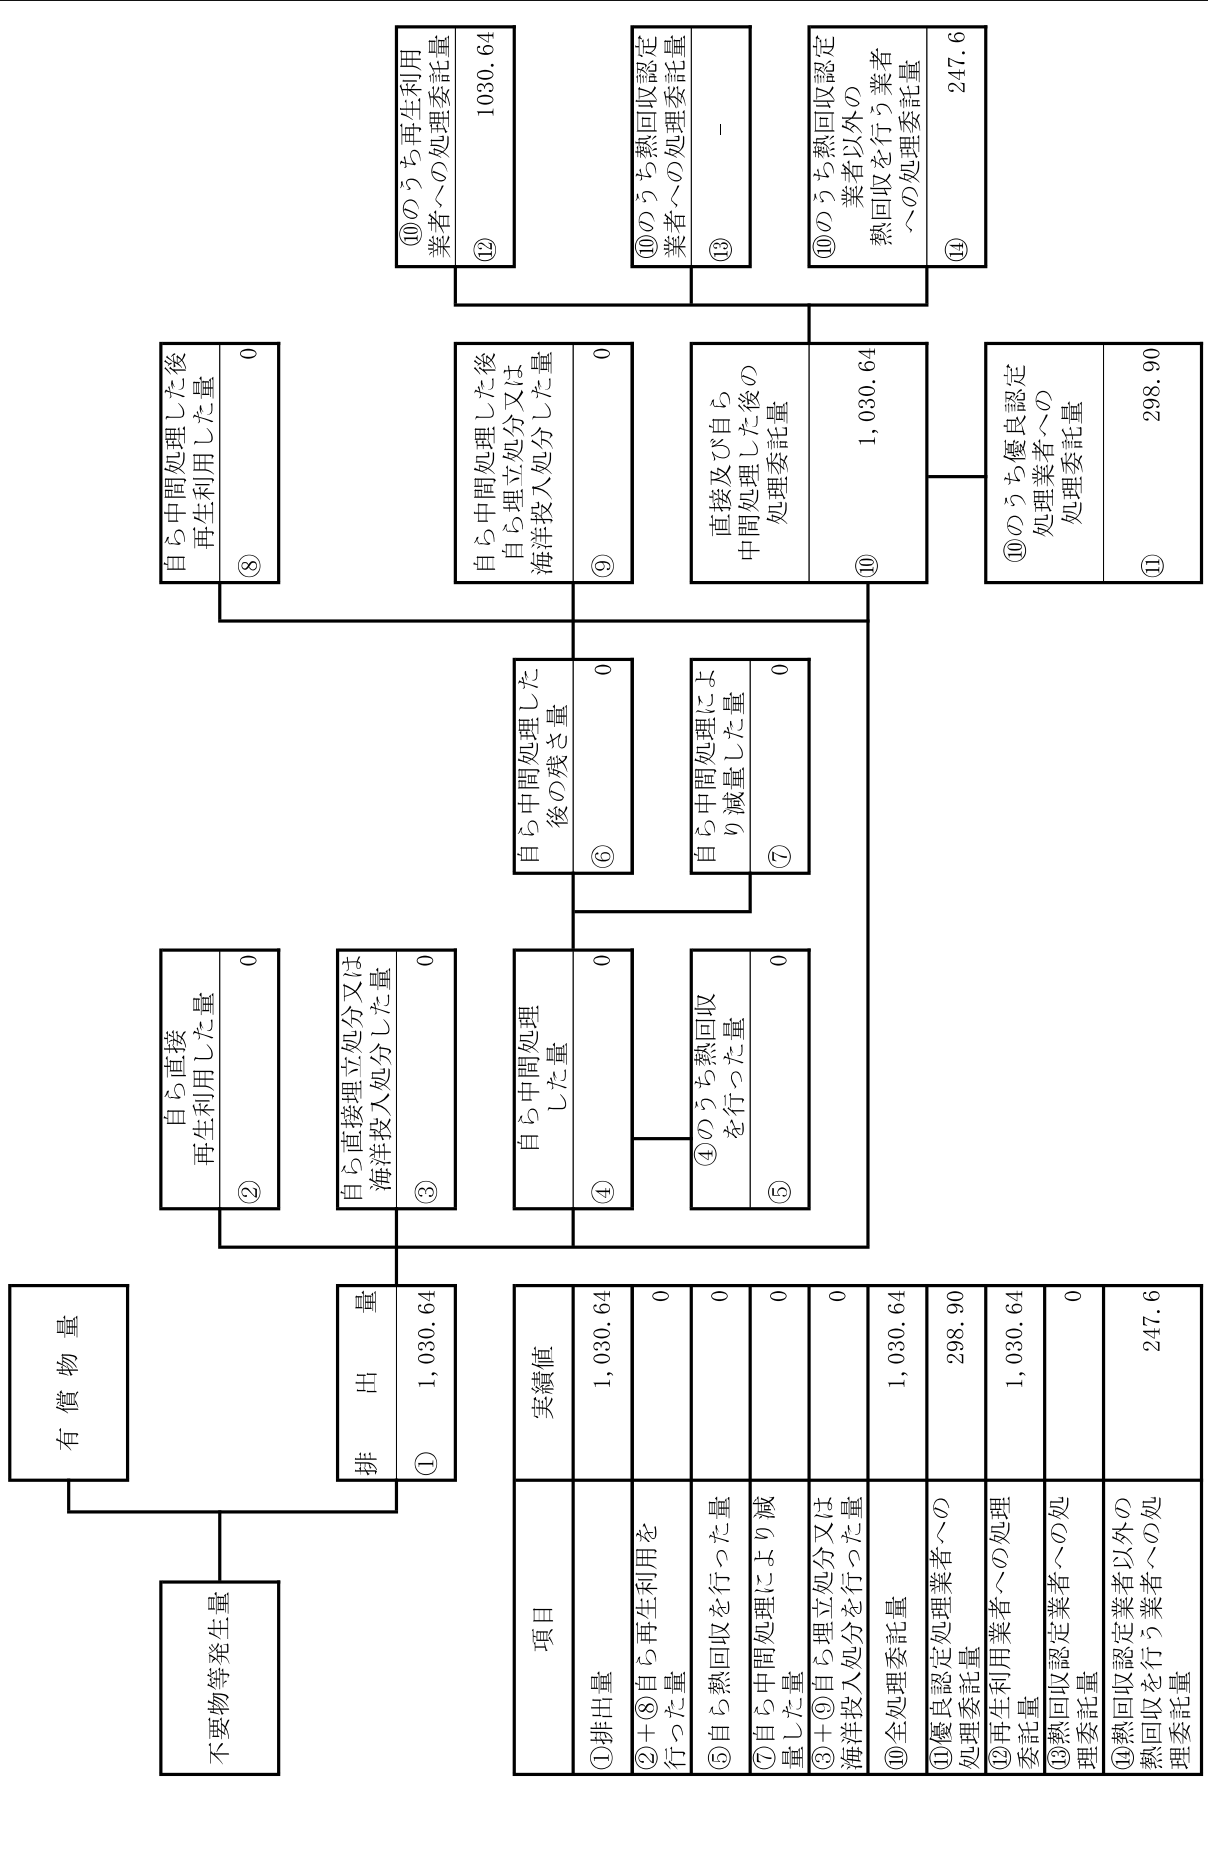 有 償 物 量
不要物等発生量
排 出 量
① 1,030.64
自ら直接
再生利用した量
② 0
自ら直接埋立処分又は
海洋投入処分した量
③ 0
自ら中間処理
した量
④ 0
④のうち熱回収
を行った量
⑤ 0
自ら中間処理した
後の残さ量
⑥ 0
自ら中間処理によ
り減量した量
⑦ 0
自ら中間処理した後
再生利用した量
⑧ 0
自ら中間処理した後
自ら埋立処分又は
海洋投入処分した量
⑨ 0
直接及び自ら
中間処理した後の
処理委託量
⑩ 1,030.64
⑩のうち優良認定
処理業者への
処理委託量
⑪ 298.90
⑩のうち再生利用
業者への処理委託量
⑫ 1030.64
⑩のうち熱回収認定
業者への処理委託量
⑬ －
⑩のうち熱回収認定
業者以外の
熱回収を行う業者
への処理委託量
⑭ 247.6
項目 実績値
①排出量 1,030.64
②＋⑧自ら再生利用を
行った量 0
⑤自ら熱回収を行った量 0
⑦自ら中間処理により減
量した量 0
③＋⑨自ら埋立処分又は
海洋投入処分を行った量 0
⑩全処理委託量 1,030.64
⑪優良認定処理業者への
処理委託量 298.90
⑫再生利用業者への処理
委託量 1,030.64
⑬熱回収認定業者への処
理委託量 0
⑭熱回収認定業者以外の
熱回収を行う業者への処
理委託量 247.6